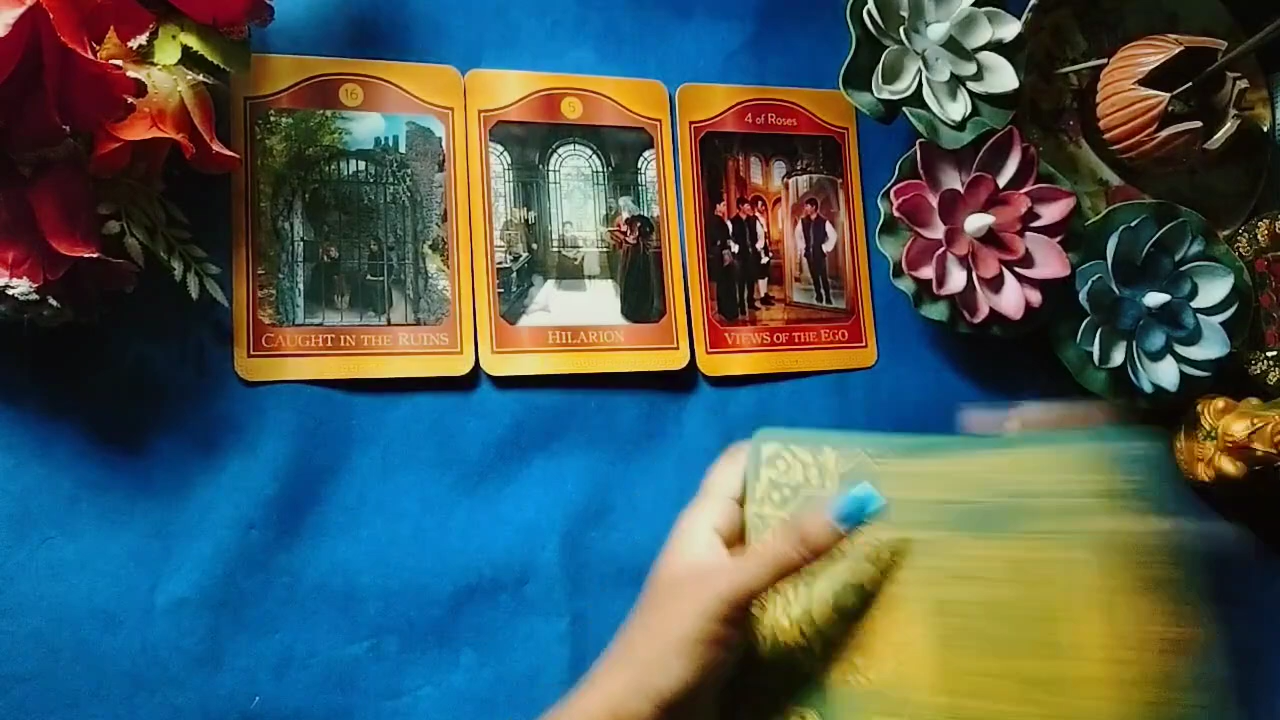 16
CAUGHT IN THE RUINS
5
HILARION
4 of Roses
VIEWS OF THE EGO